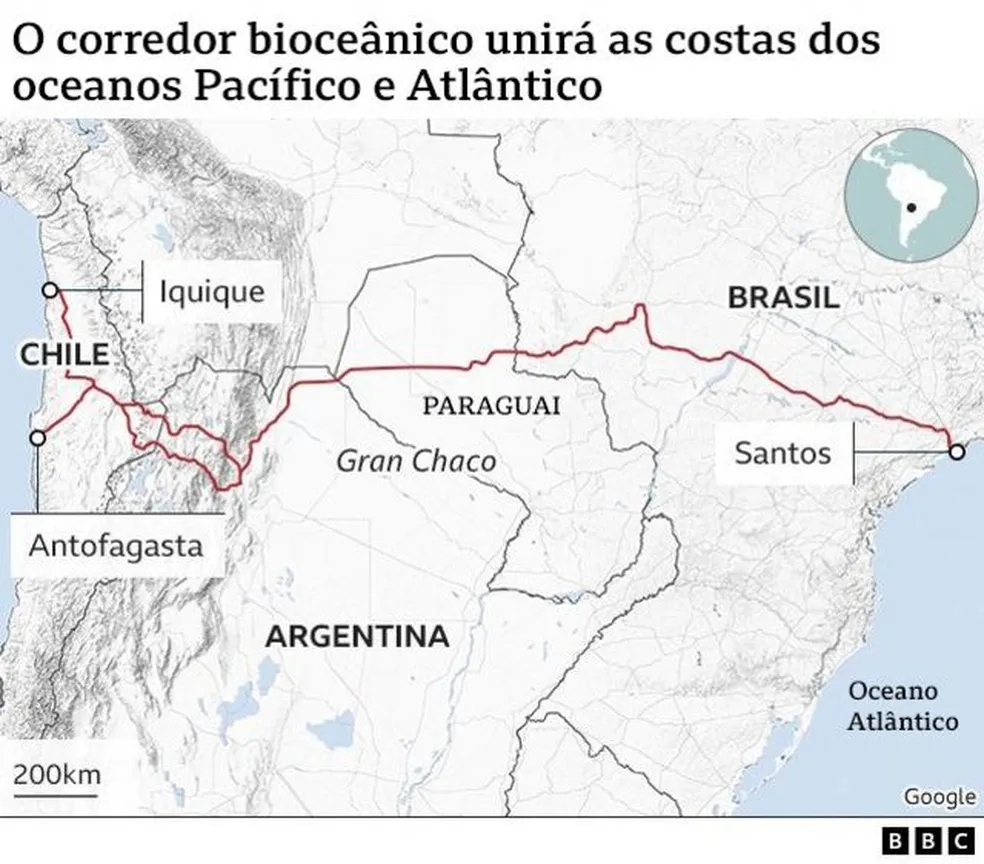 O corredor bioceânico unirá as costas dos
oceanos Pacífico e Atlântico
Iquique
BRASIL
CHILE
PARAGUAI
Gran Chaco
Santos
Antofagasta
ARGENTINA
Oceano
Atlântico
200km
Google
BBC